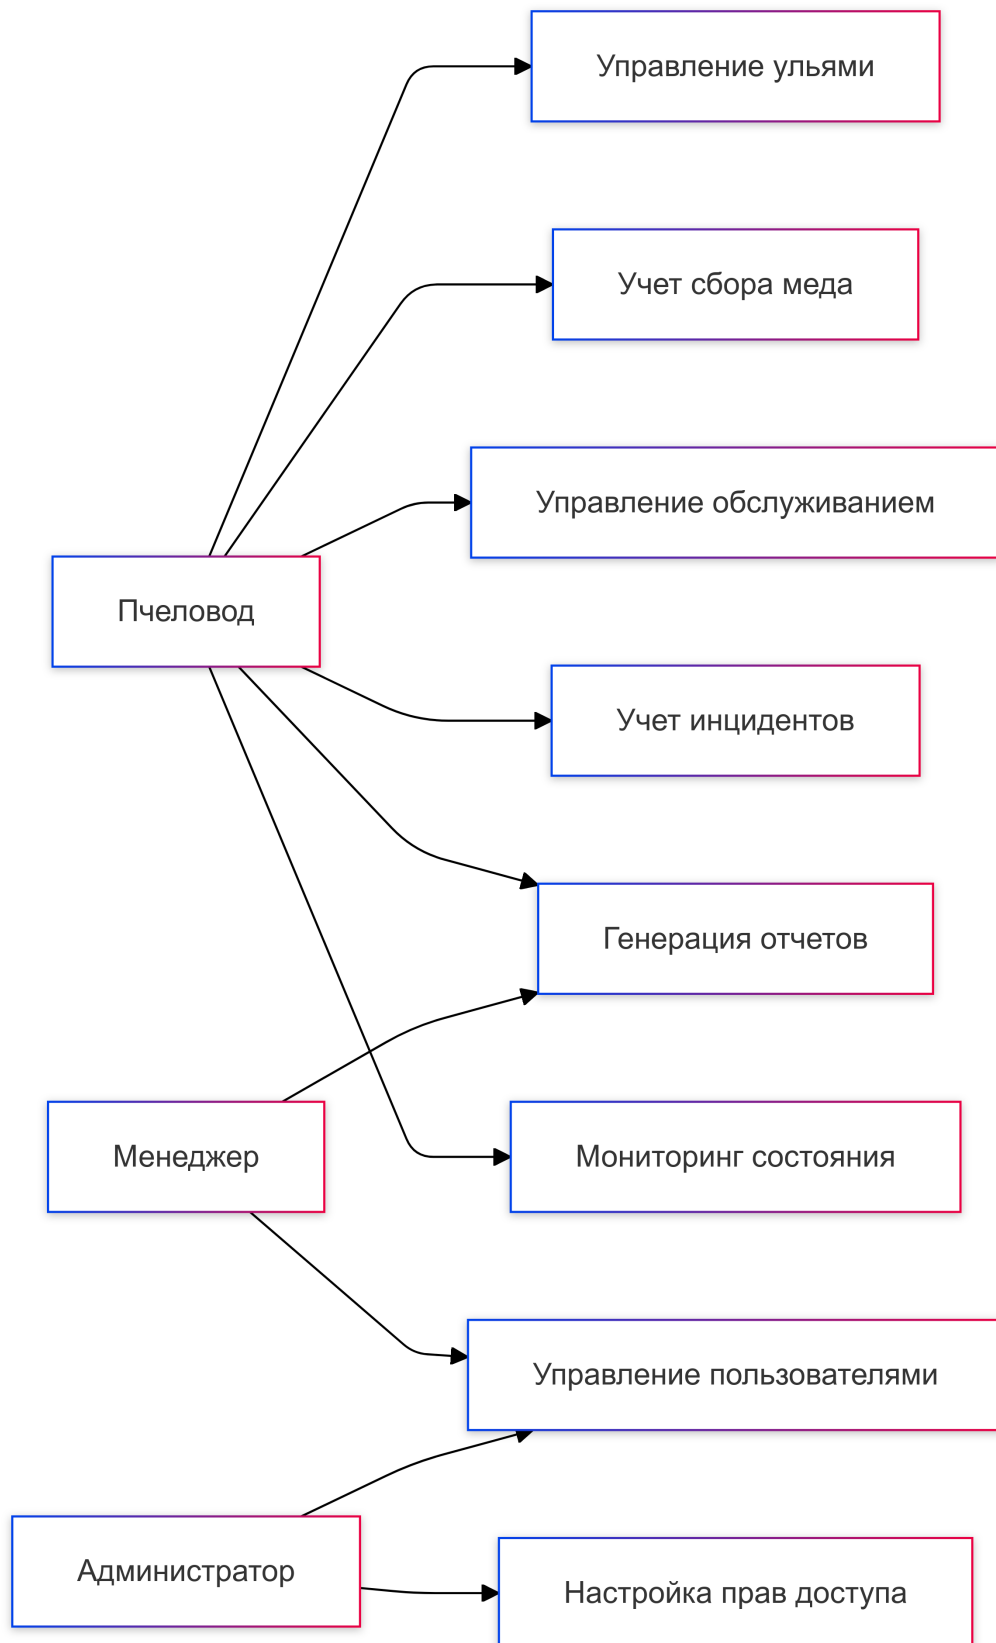 Управление ульями
Учет сбора меда
Управление обслуживанием
Пчеловод
Учет инцидентов
Генерация отчетов
Менеджер
Мониторинг состояния
Управление пользователями
Администратор
Настройка прав доступа